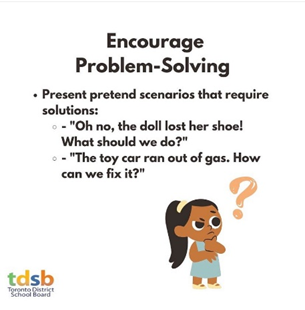 Encourage
Problem-Solving
• Present pretend scenarios that require
solutions:
○ - "Oh no, the doll lost her shoe!
What should we do?"
○ - "The toy car ran out of gas. How
can we fix it?"
?
tdsb
Toronto District
School Board